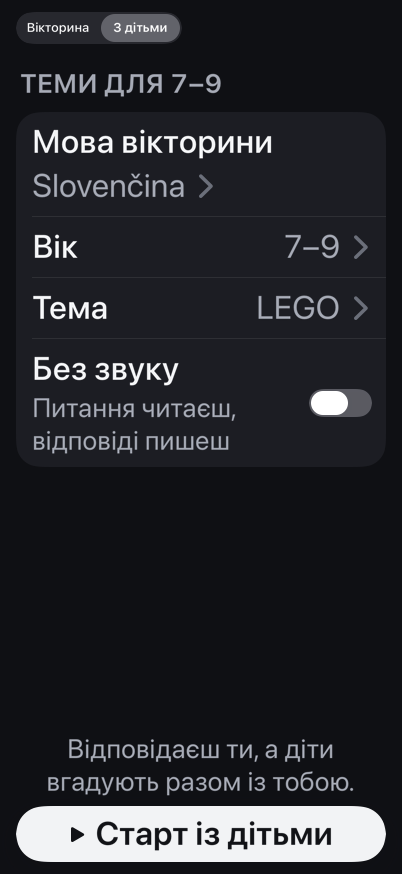 Вікторина
З дітьми
ТЕМИ ДЛЯ 7–9
Мова вікторини
Slovenčina
Вік
7–9
Тема
LEGO
Без звуку
Питання читаєш,
відповіді пишеш
Відповідаєш ти, а діти
вгадують разом із тобою.
Старт із дітьми